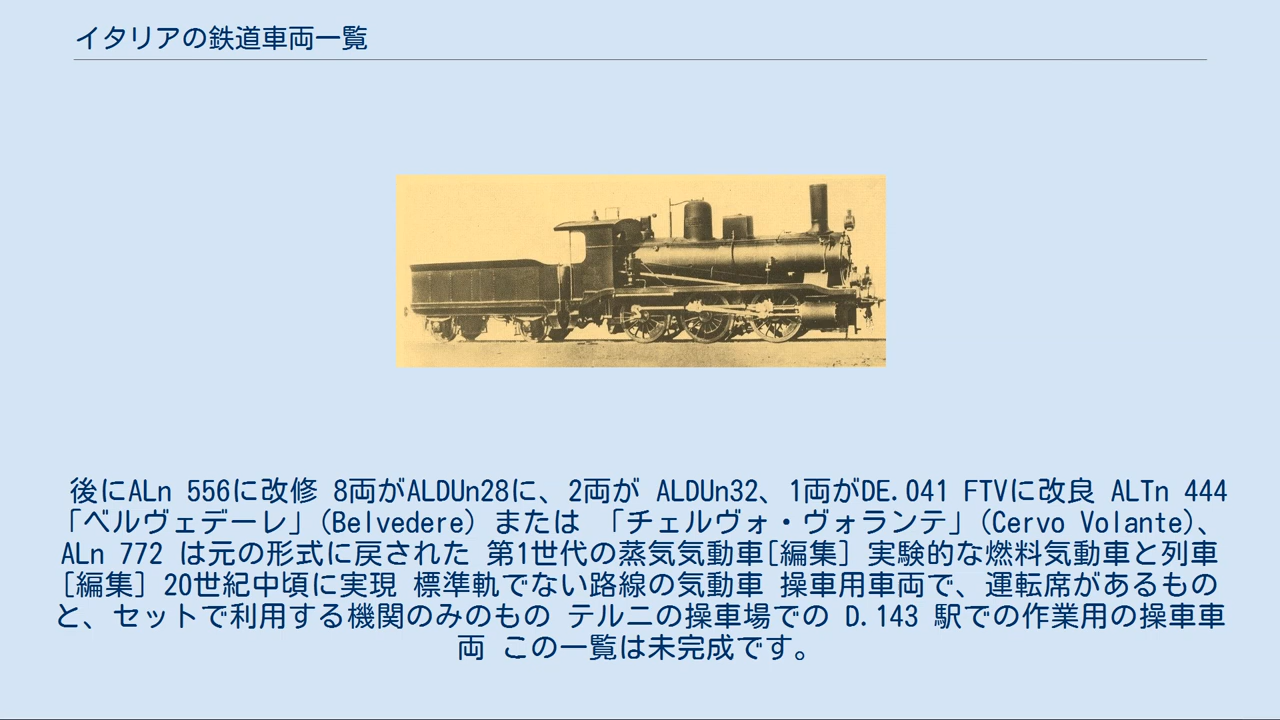 イタリアの鉄道車両一覧
後にALn 556に改修 8両がALDUn28に、2両が ALDUn32、1両がDE.041 FTVに改良 ALTn 444
「ベルヴェデーレ」(Belvedere) または 「チェルヴォ・ヴォランテ」(Cervo Volante)、
ALn 772 は元の形式に戻された 第1世代の蒸気気動車[編集] 実験的な燃料気動車と列車
[編集] 20世紀中頃に実現 標準軌でない路線の気動車 操車用車両で、運転席があるもの
と、セットで利用する機関のみのもの テルニの操車場での D.143 駅での作業用の操車車
両 この一覧は未完成です。